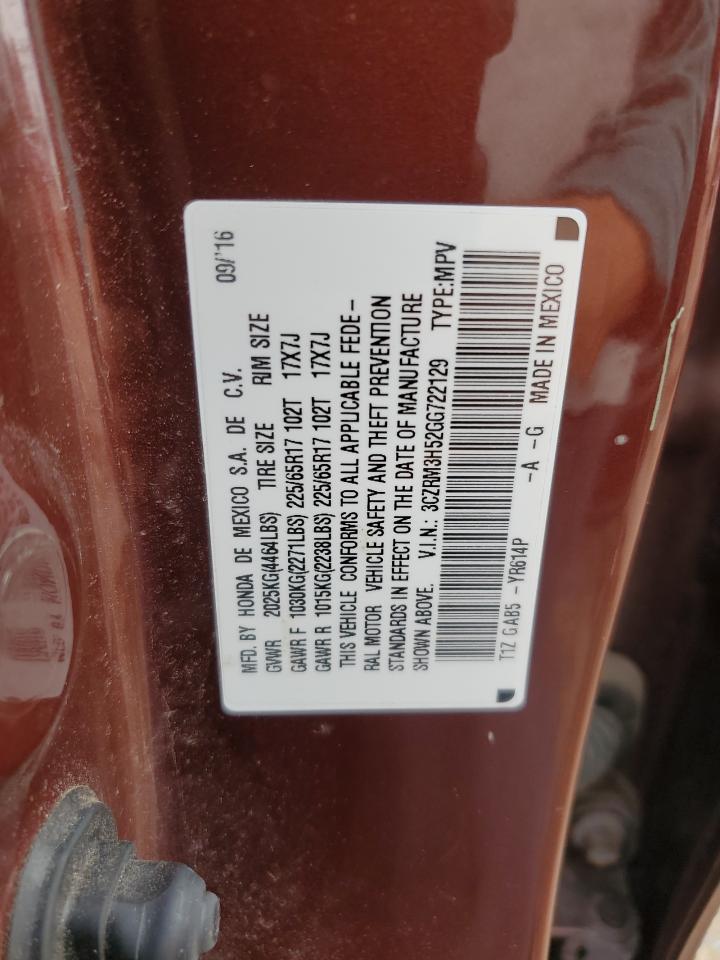 09/'16
MFD. BY HONDA DE MEXICO S.A. DE C.V.
GVWR 2025KG(4464LBS) TIRE SIZE RIM SIZE
GAWR F 1030KG(2271LBS) 225/65R17 102T 17X7J
GAWR R 1015KG(2238LBS) 225/65R17 102T 17X7J
THIS VEHICLE CONFORMS TO ALL APPLICABLE FEDE-
RAL MOTOR VEHICLE SAFETY AND THEFT PREVENTION
STANDARDS IN EFFECT ON THE DATE OF MANUFACTURE
SHOWN ABOVE. V.I.N.: 3CZRM3H52GG722129 TYPE:MPV
T1Z GAB5 -YR614P -A -G MADE IN MEXICO